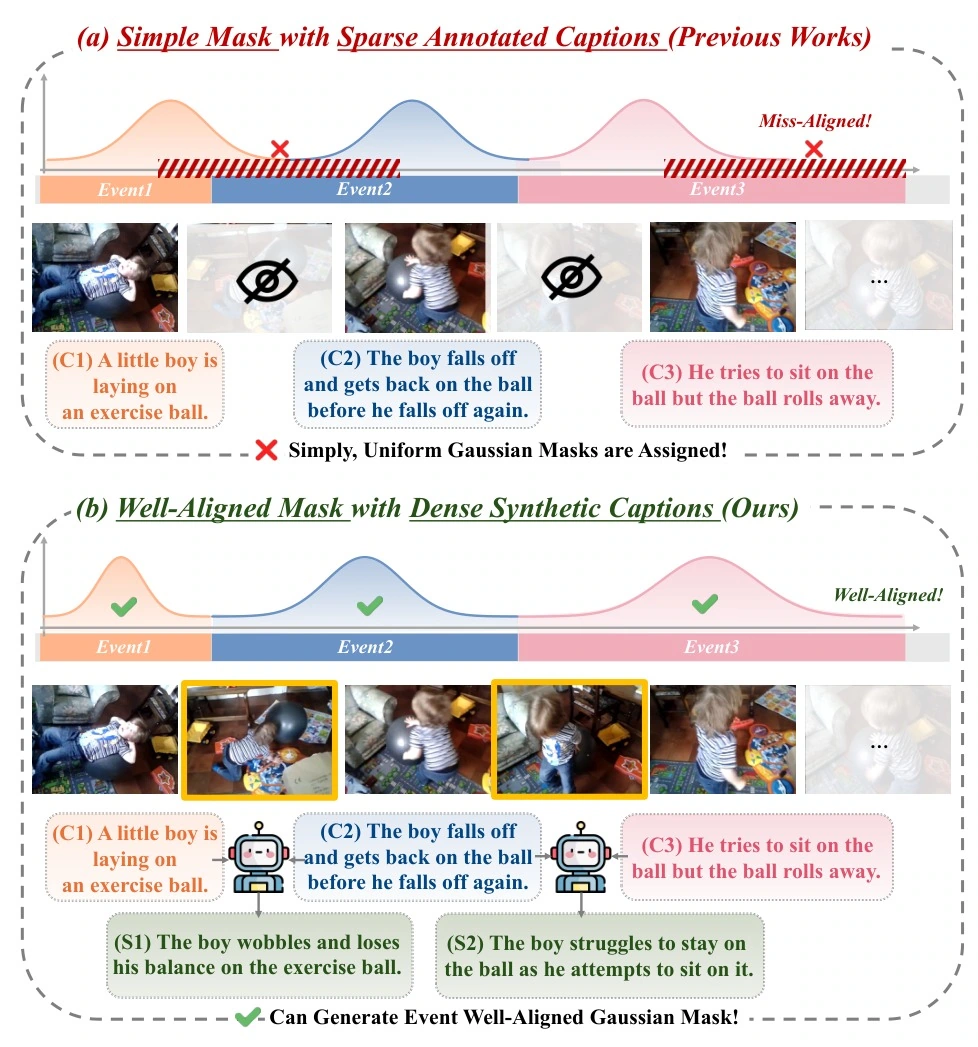 (a) Simple Mask with Sparse Annotated Captions (Previous Works)
Miss-Aligned!
Event1
Event2
Event3
...
(C1) A little boy is
laying on
an exercise ball.
(C2) The boy falls off
and gets back on the ball
before he falls off again.
(C3) He tries to sit on the
ball but the ball rolls away.
Simply, Uniform Gaussian Masks are Assigned!
(b) Well-Aligned Mask with Dense Synthetic Captions (Ours)
Well-Aligned!
Event1
Event2
Event3
...
(C1) A little boy is
laying on
an exercise ball.
(C2) The boy falls off
and gets back on the ball
before he falls off again.
(C3) He tries to sit on the
ball but the ball rolls away.
(S1) The boy wobbles and loses
his balance on the exercise ball.
(S2) The boy struggles to stay on
the ball as he attempts to sit on it.
Can Generate Event Well-Aligned Gaussian Mask!